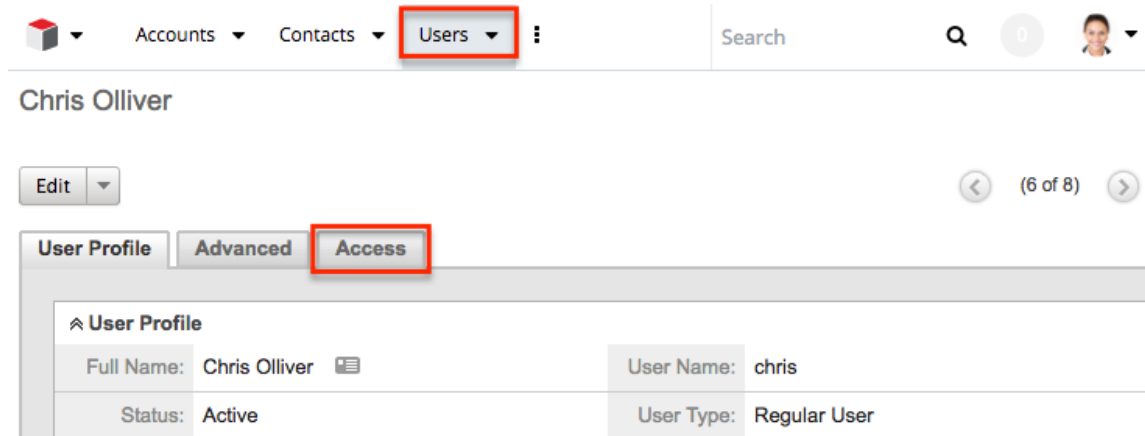 Accounts Contacts Users Search 0
Chris Olliver
Edit (6 of 8)
User Profile Advanced Access
User Profile
Full Name: Chris Olliver User Name: chris
Status: Active User Type: Regular User